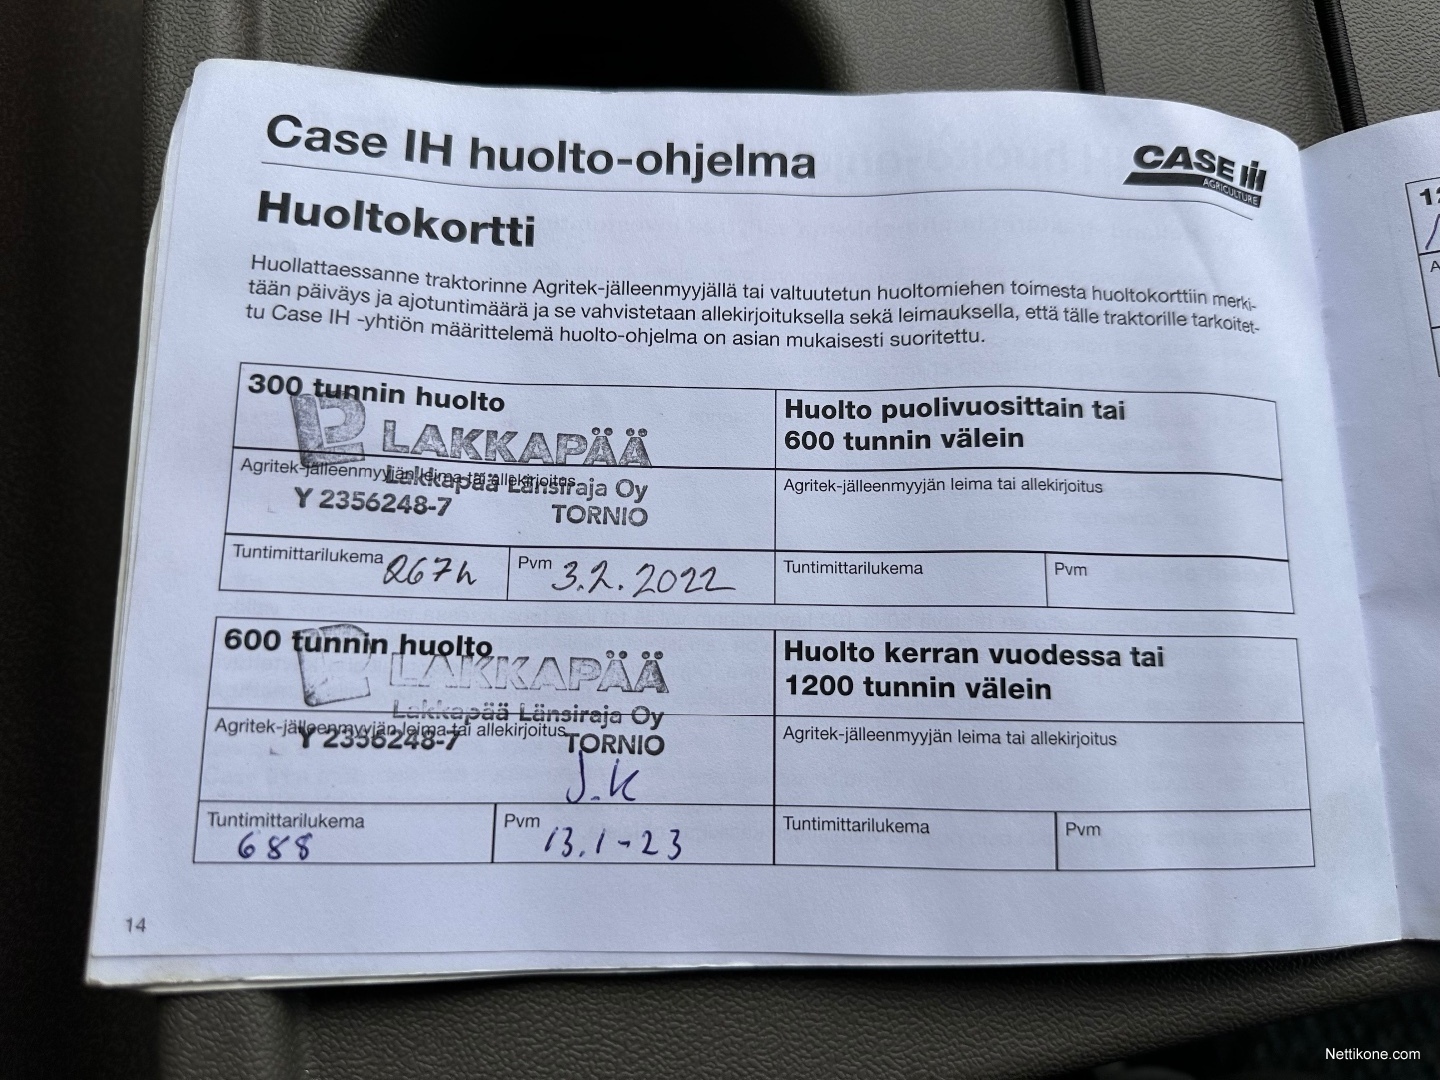 Case IH huolto-ohjelma
CASE IH
AGRICULTURE
Huoltokortti
Huollattaessanne traktorinne Agritek-jälleenmyyjällä tai valtuutetun huoltomiehen toimesta huoltokorttiin merki-
tään päiväys ja ajotuntimäärä ja se vahvistetaan allekirjoituksella sekä leimauksella, että tälle traktorille tarkoitet-
tu Case IH -yhtiön määrittelemä huolto-ohjelma on asian mukaisesti suoritettu.
300 tunnin huolto
LAKKAPÄÄ
Agritek-jälleenmyyjän leima tai allekirjoitus
Lakkapää Länsiraja Oy
Y 2356248-7 TORNIO
Tuntimittarilukema 267h
Pvm 3.2.2022
Huolto puolivuosittain tai
600 tunnin välein
Agritek-jälleenmyyjän leima tai allekirjoitus
Tuntimittarilukema
Pvm
600 tunnin huolto
LAKKAPÄÄ
Lakkapää Länsiraja Oy
Agritek-jälleenmyyjän leima tai allekirjoitus
Y 2356248-7 TORNIO
J.K
Tuntimittarilukema
688
Pvm 13.1-23
Huolto kerran vuodessa tai
1200 tunnin välein
Agritek-jälleenmyyjän leima tai allekirjoitus
Tuntimittarilukema
Pvm
14
Nettikone.com